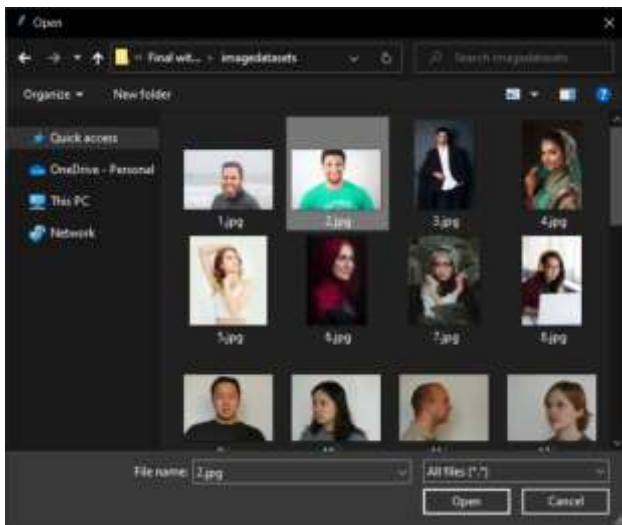 Open
Final wit... › imagedatasets
Search imagedatasets
Organize
New folder
Quick access
OneDrive - Personal
This PC
Network
1.jpg
2.jpg
3.jpg
4.jpg
5.jpg
6.jpg
7.jpg
8.jpg
File name:
2.jpg
All files (*.*)
Open
Cancel